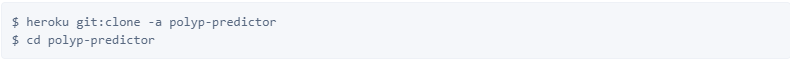 $ heroku git:clone -a polyp-predictor
$ cd polyp-predictor